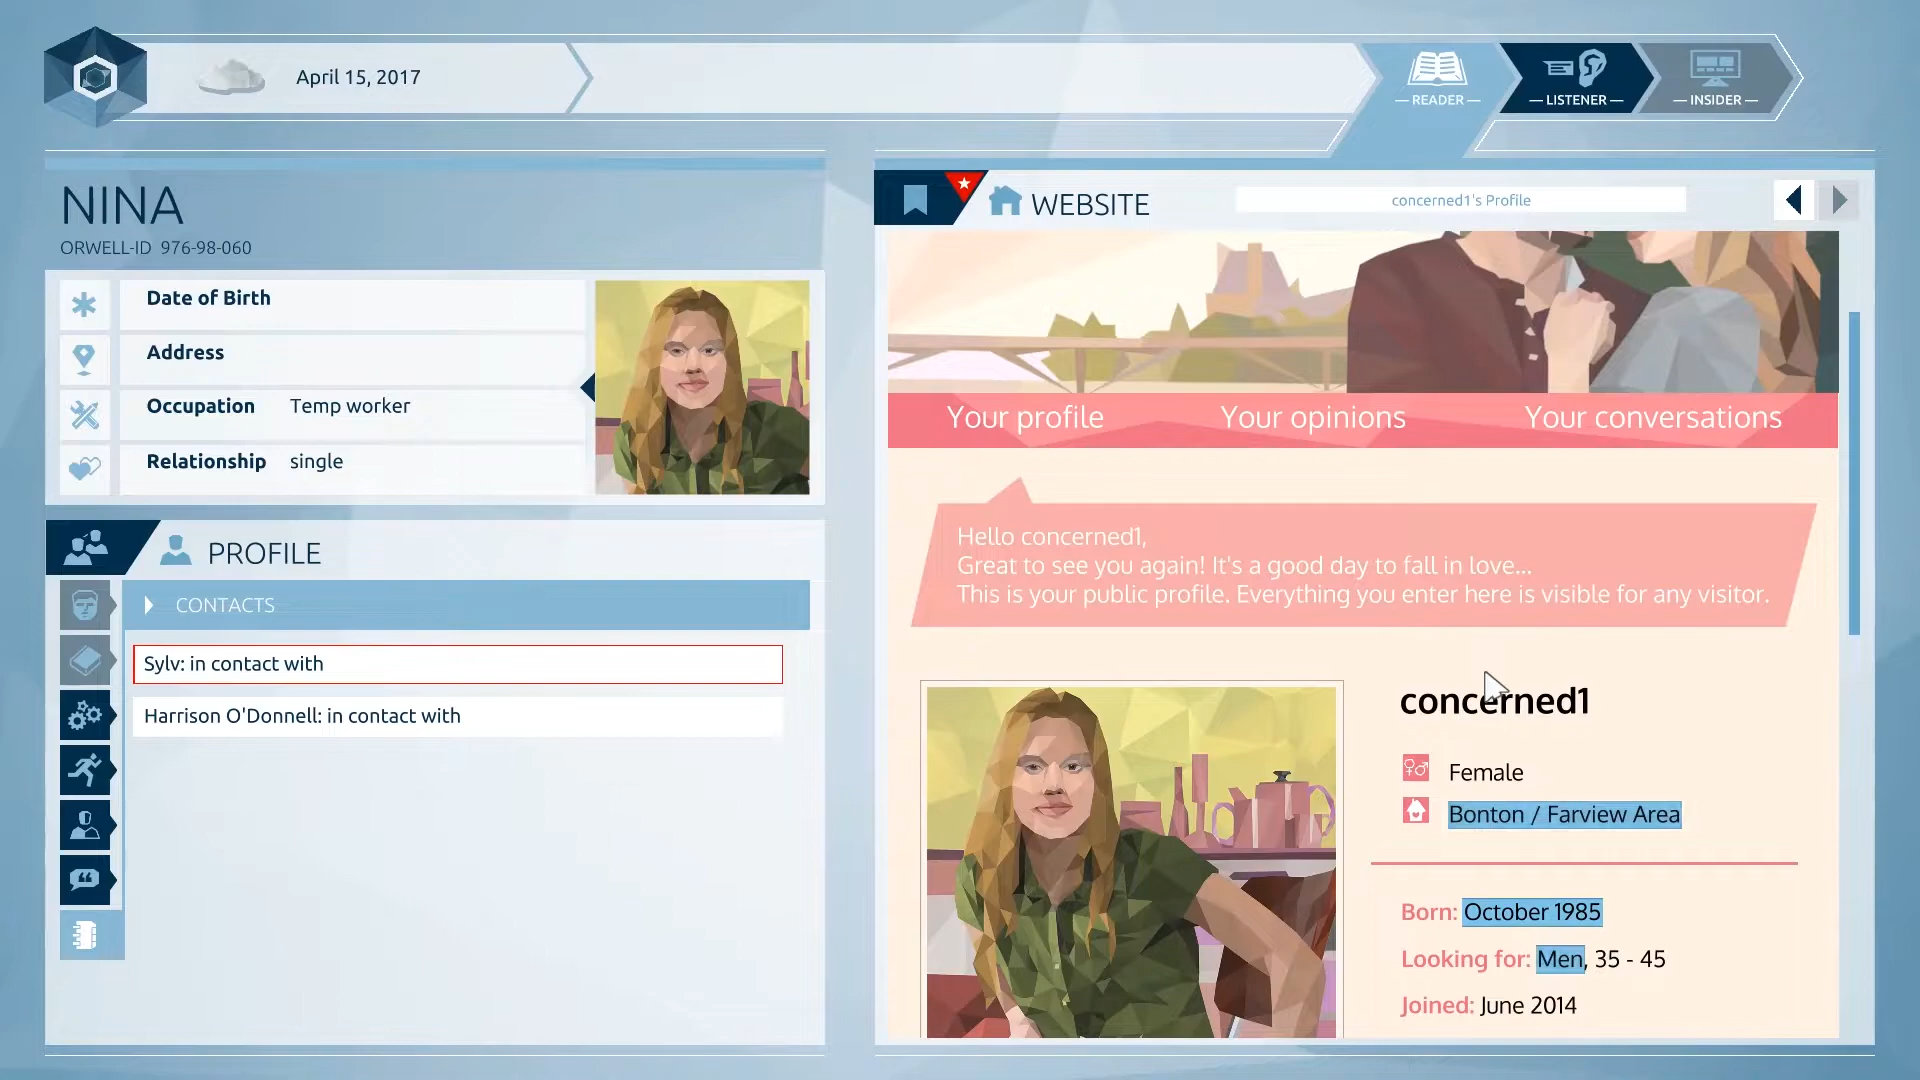 April 15, 2017
READER
LISTENER
INSIDER
NINA
ORWELL-ID 976-98-060
Date of Birth
Address
Occupation Temp worker
Relationship single
PROFILE
CONTACTS
Sylv: in contact with
Harrison O'Donnell: in contact with
WEBSITE
concerned1's Profile
Your profile Your opinions Your conversations
Hello concerned1,
Great to see you again! It's a good day to fall in love...
This is your public profile. Everything you enter here is visible for any visitor.
concerned1
Female
Bonton / Farview Area
Born: October 1985
Looking for: Men, 35 - 45
Joined: June 2014